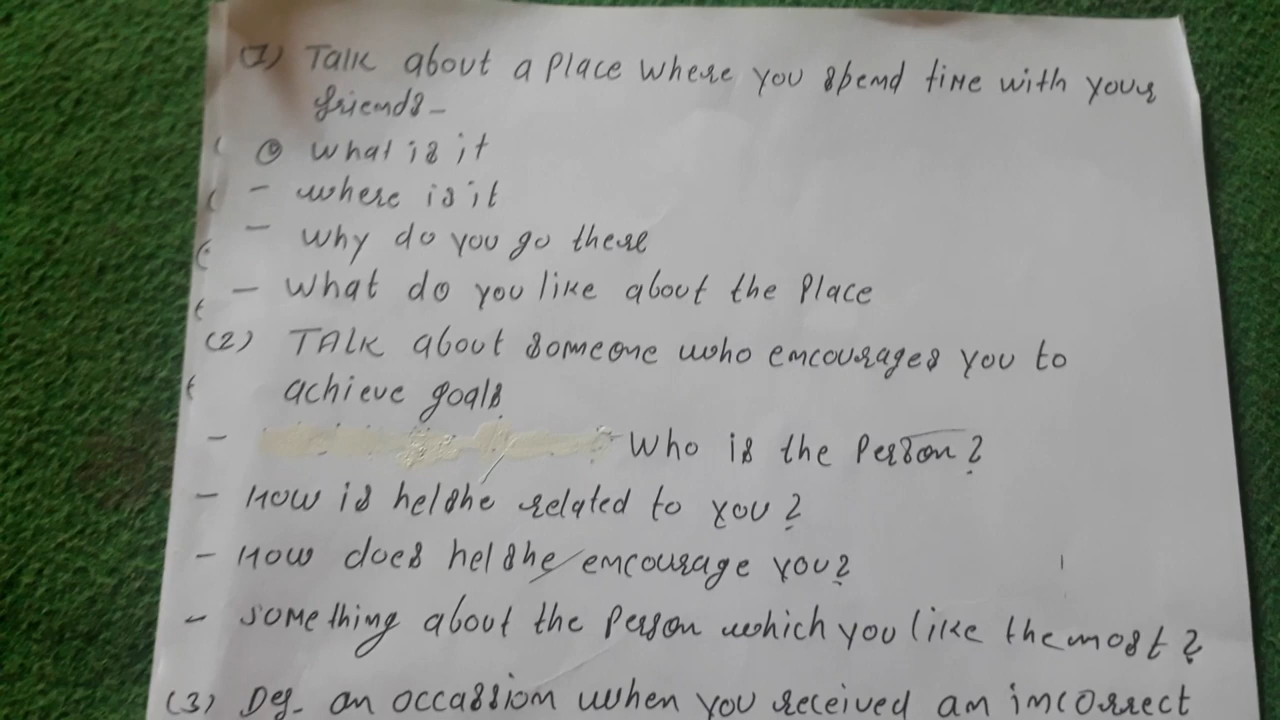 (1) Talk about a Place where you spend time with your
friends-
what is it
- where is it
- why do you go there
- What do you like about the Place
(2) TAlk about someone who encourages you to
achieve goals
- Who is the Person?
- How is he/she related to you?
- How does he/she encourage you?
- something about the Person which you like the most?
(3) Des. an occassion when you received an incorrect